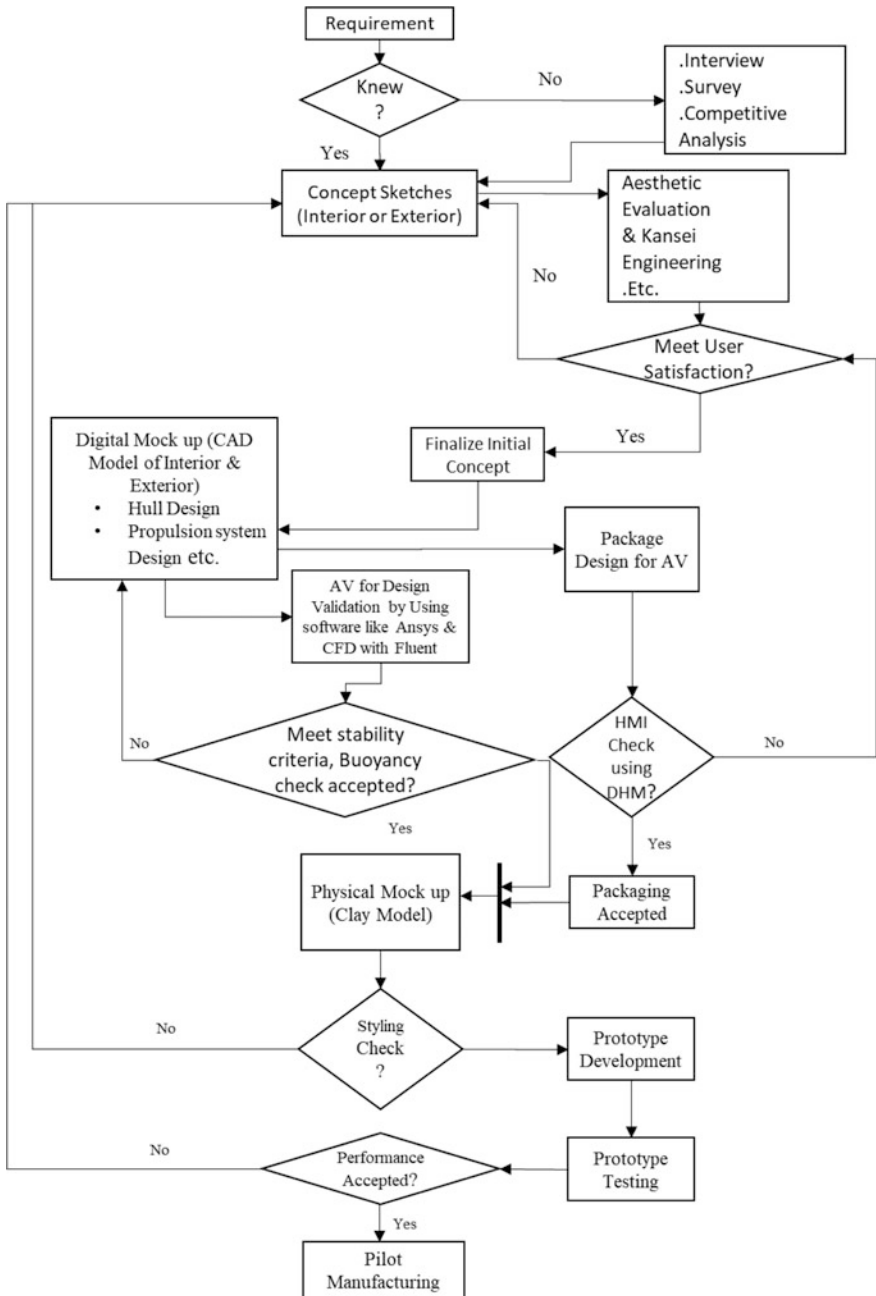 Requirement
Knew
?
No
.Interview
.Survey
.Competitive
Analysis
Yes
Concept Sketches
(Interior or Exterior)
Aesthetic
Evaluation
& Kansei
Engineering
.Etc.
No
Meet User
Satisfaction?
Yes
Finalize Initial
Concept
Digital Mock up (CAD
Model of Interior &
Exterior)
• Hull Design
• Propulsion system
Design etc.
Package
Design for AV
AV for Design
Validation by Using
software like Ansys &
CFD with Fluent
No
Meet stability
criteria, Buoyancy
check accepted?
HMI
Check
using
DHM?
No
Yes
Yes
Physical Mock up
(Clay Model)
Packaging
Accepted
No
Styling
Check
?
Prototype
Development
No
Performance
Accepted?
Prototype
Testing
Yes
Pilot
Manufacturing